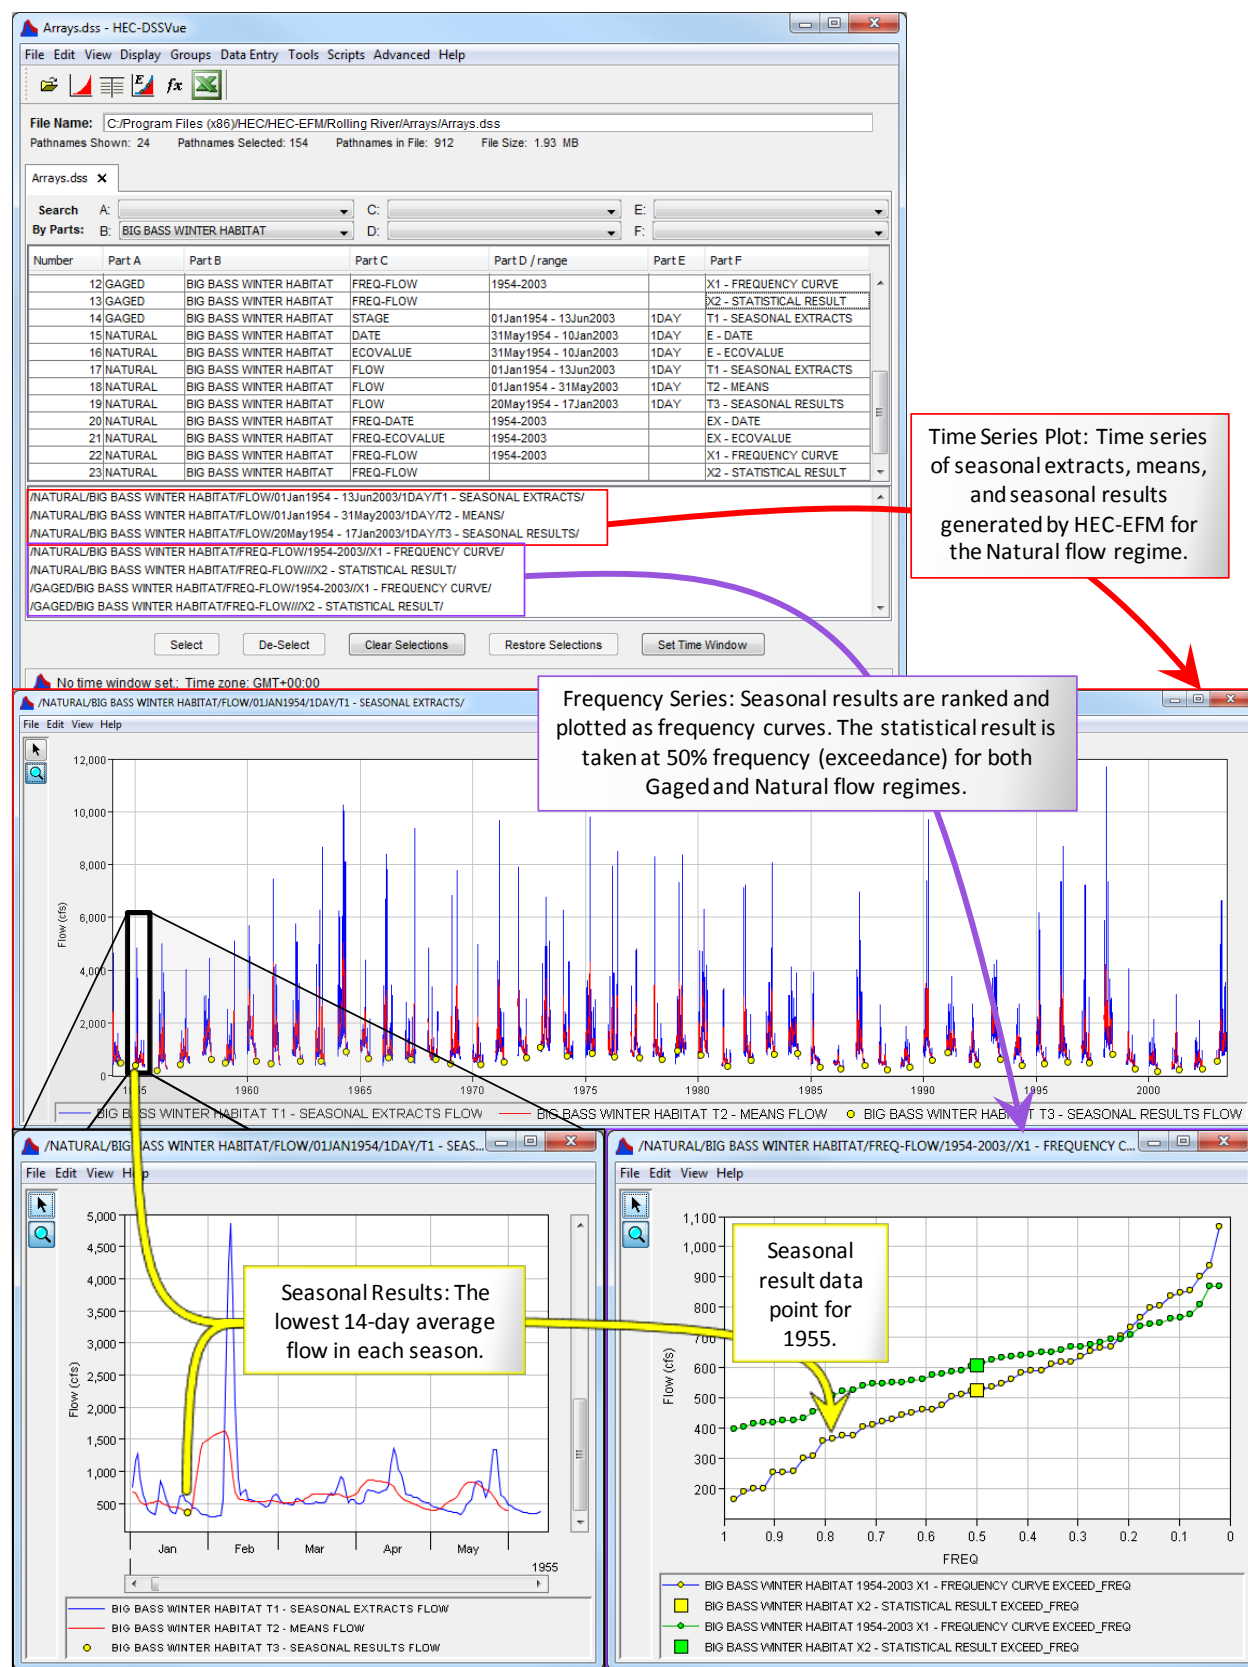 Arrays.dss - HEC-DSSVue
File Edit View Display Groups Data Entry Tools Scripts Advanced Help
E fx
File Name: C:/Program Files (x86)/HEC/HEC-EFM/Rolling River/Arrays/Arrays.dss
Pathnames Shown: 24 Pathnames Selected: 154 Pathnames in File: 912 File Size: 1.93 MB
Arrays.dss
Search A: C: E:
By Parts: B: BIG BASS WINTER HABITAT D: F:
Number Part A Part B Part C Part D / range Part E Part F
12 GAGED BIG BASS WINTER HABITAT FREQ-FLOW 1954-2003 X1 - FREQUENCY CURVE
13 GAGED BIG BASS WINTER HABITAT FREQ-FLOW X2 - STATISTICAL RESULT
14 GAGED BIG BASS WINTER HABITAT STAGE 01Jan1954 - 13Jun2003 1DAY T1 - SEASONAL EXTRACTS
15 NATURAL BIG BASS WINTER HABITAT DATE 31May1954 - 10Jan2003 1DAY E - DATE
16 NATURAL BIG BASS WINTER HABITAT ECOVALUE 31May1954 - 10Jan2003 1DAY E - ECOVALUE
17 NATURAL BIG BASS WINTER HABITAT FLOW 01Jan1954 - 13Jun2003 1DAY T1 - SEASONAL EXTRACTS
18 NATURAL BIG BASS WINTER HABITAT FLOW 01Jan1954 - 31May2003 1DAY T2 - MEANS
19 NATURAL BIG BASS WINTER HABITAT FLOW 20May1954 - 17Jan2003 1DAY T3 - SEASONAL RESULTS
20 NATURAL BIG BASS WINTER HABITAT FREQ-DATE 1954-2003 EX - DATE
21 NATURAL BIG BASS WINTER HABITAT FREQ-ECOVALUE 1954-2003 EX - ECOVALUE
22 NATURAL BIG BASS WINTER HABITAT FREQ-FLOW 1954-2003 X1 - FREQUENCY CURVE
23 NATURAL BIG BASS WINTER HABITAT FREQ-FLOW X2 - STATISTICAL RESULT
/NATURAL/BIG BASS WINTER HABITAT/FLOW/01Jan1954 - 13Jun2003/1DAY/T1 - SEASONAL EXTRACTS/
/NATURAL/BIG BASS WINTER HABITAT/FLOW/01Jan1954 - 31May2003/1DAY/T2 - MEANS/
/NATURAL/BIG BASS WINTER HABITAT/FLOW/20May1954 - 17Jan2003/1DAY/T3 - SEASONAL RESULTS/
/NATURAL/BIG BASS WINTER HABITAT/FREQ-FLOW/1954-2003//X1 - FREQUENCY CURVE/
/NATURAL/BIG BASS WINTER HABITAT/FREQ-FLOW///X2 - STATISTICAL RESULT/
/GAGED/BIG BASS WINTER HABITAT/FREQ-FLOW/1954-2003//X1 - FREQUENCY CURVE/
/GAGED/BIG BASS WINTER HABITAT/FREQ-FLOW///X2 - STATISTICAL RESULT/
Select De-Select Clear Selections Restore Selections Set Time Window
No time window set.; Time zone: GMT+00:00
Time Series Plot: Time series
of seasonal extracts, means,
and seasonal results
generated by HEC-EFM for
the Natural flow regime.
/NATURAL/BIG BASS WINTER HABITAT/FLOW/01JAN1954/1DAY/T1 - SEASONAL EXTRACTS/
File Edit View Help
Frequency Series: Seasonal results are ranked and
plotted as frequency curves. The statistical result is
taken at 50% frequency (exceedance) for both
Gaged and Natural flow regimes.
12,000
10,000
8,000
6,000
4,000
2,000
0
Flow (cfs)
1955 1960 1965 1970 1975 1980 1985 1990 1995 2000
BIG BASS WINTER HABITAT T1 - SEASONAL EXTRACTS FLOW BIG BASS WINTER HABITAT T2 - MEANS FLOW BIG BASS WINTER HABITAT T3 - SEASONAL RESULTS FLOW
/NATURAL/BIG BASS WINTER HABITAT/FLOW/01JAN1954/1DAY/T1 - SEAS...
File Edit View Help
5,000
4,500
4,000
3,500
3,000
2,500
2,000
1,500
1,000
500
Flow (cfs)
Seasonal Results: The
lowest 14-day average
flow in each season.
Jan Feb Mar Apr May
1955
BIG BASS WINTER HABITAT T1 - SEASONAL EXTRACTS FLOW
BIG BASS WINTER HABITAT T2 - MEANS FLOW
BIG BASS WINTER HABITAT T3 - SEASONAL RESULTS FLOW
/NATURAL/BIG BASS WINTER HABITAT/FREQ-FLOW/1954-2003//X1 - FREQUENCY C...
File Edit View Help
1,100
1,000
900
800
700
600
500
400
300
200
Flow (cfs)
Seasonal
result data
point for
1955.
1 0.9 0.8 0.7 0.6 0.5 0.4 0.3 0.2 0.1 0
FREQ
BIG BASS WINTER HABITAT 1954-2003 X1 - FREQUENCY CURVE EXCEED_FREQ
BIG BASS WINTER HABITAT X2 - STATISTICAL RESULT EXCEED_FREQ
BIG BASS WINTER HABITAT 1954-2003 X1 - FREQUENCY CURVE EXCEED_FREQ
BIG BASS WINTER HABITAT X2 - STATISTICAL RESULT EXCEED_FREQ